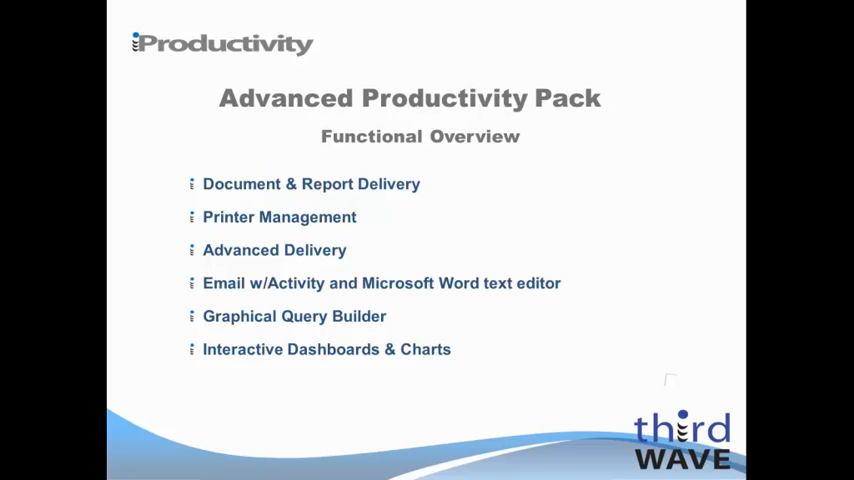 iProductivity
Advanced Productivity Pack
Functional Overview
Document & Report Delivery
Printer Management
Advanced Delivery
Email w/Activity and Microsoft Word text editor
Graphical Query Builder
Interactive Dashboards & Charts
third
WAVE